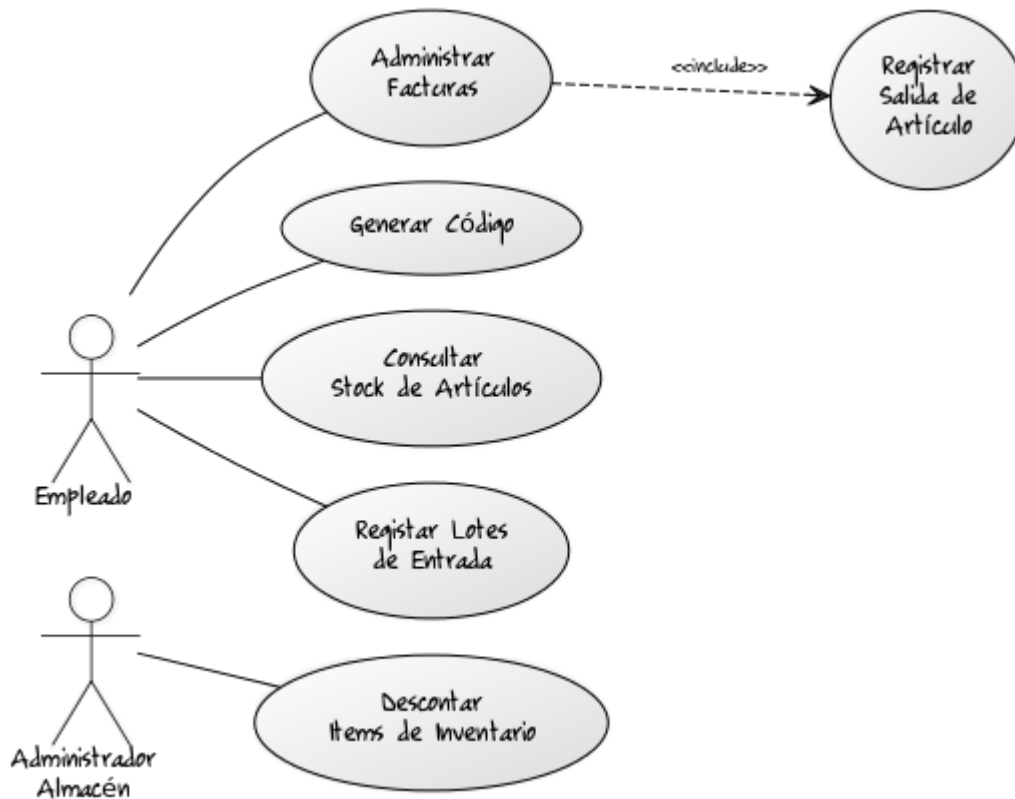 Administrar
Facturas
<<include>>
Registrar
Salida de
Artículo
Generar Código
Consultar
Stock de Artículos
Empleado
Registar Lotes
de Entrada
Descontar
Items de Inventario
Administrador
Almacén